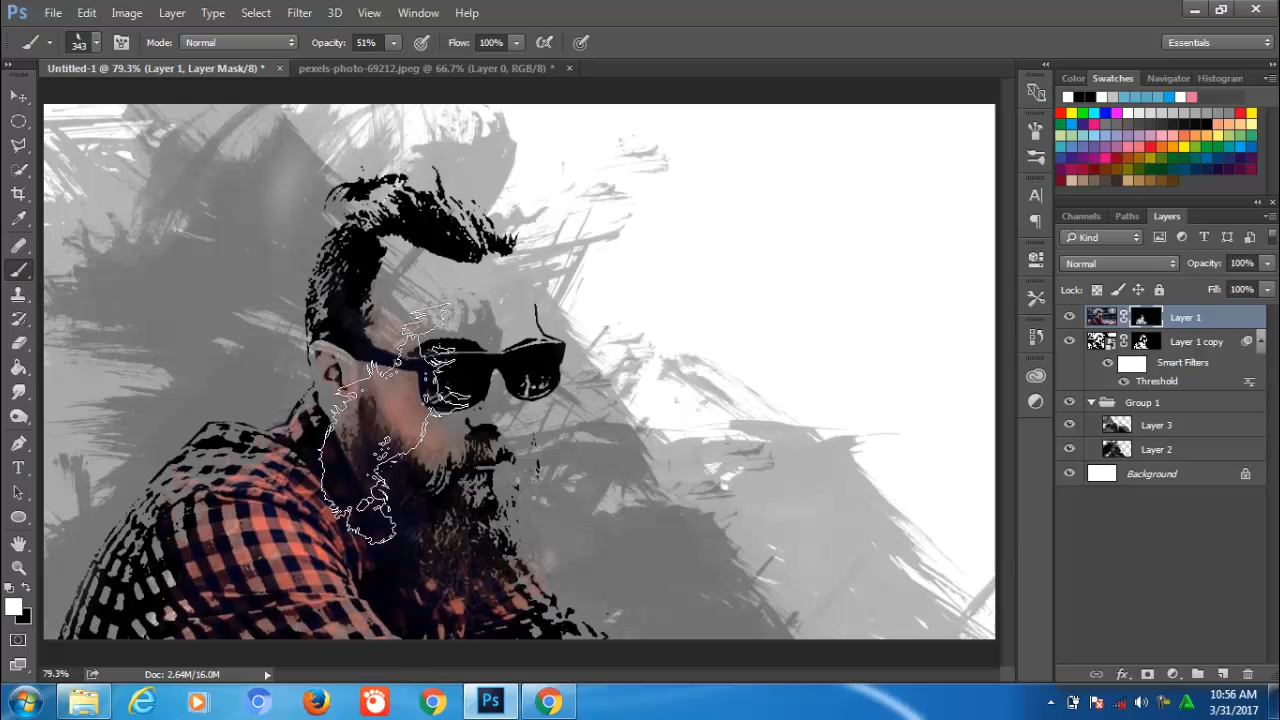 Ps File Edit Image Layer Type Select Filter 3D View Window Help
343 Mode: Normal Opacity: 51% Flow: 100% Essentials
Untitled-1 @ 79.3% (Layer 1, Layer Mask/8) * × pexels-photo-69212.jpeg @ 66.7% (Layer 0, RGB/8) * ×
Color Swatches Navigator Histogram
Channels Paths Layers
Kind
Normal Opacity: 100%
Lock: Fill: 100%
Layer 1
Layer 1 copy
Smart Filters
Threshold
Group 1
Layer 3
Layer 2
Background
79.3% Doc: 2.64M/16.0M
Ps
10:56 AM
3/31/2017